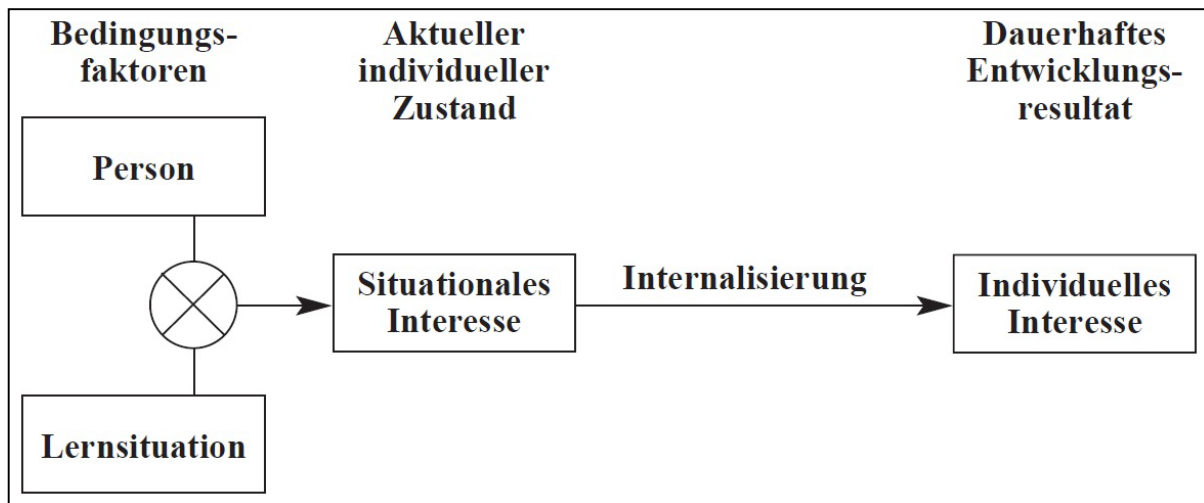 Bedingungs-
faktoren
Aktueller
individueller
Zustand
Dauerhaftes
Entwicklungs-
resultat
Person
Situationales
Interesse
Internalisierung
Individuelles
Interesse
Lernsituation